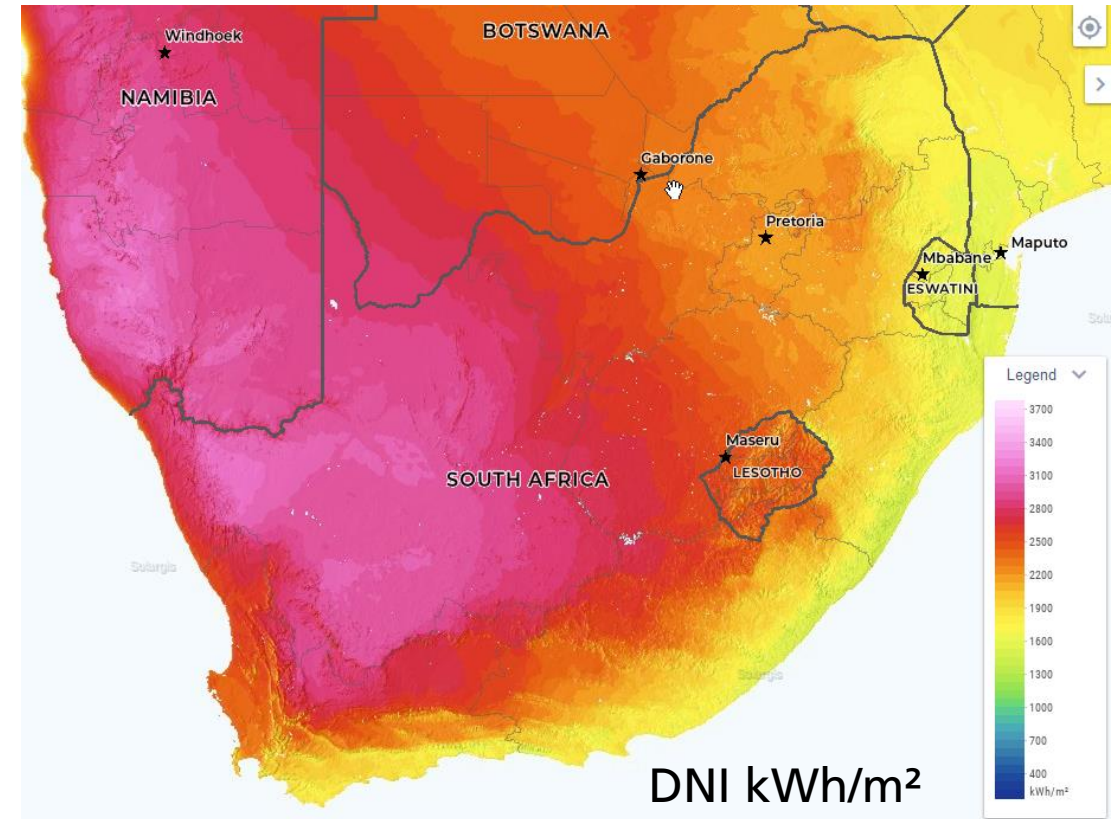 Windhoek
BOTSWANA
NAMIBIA
Gaborone
Pretoria
Maputo
Mbabane
ESWATINI
Solargis
Legend
3700
3400
3100
2800
2500
2200
1900
1600
1300
1000
700
400
kWh/m²
Maseru
LESOTHO
SOUTH AFRICA
Solargis
DNI kWh/m²